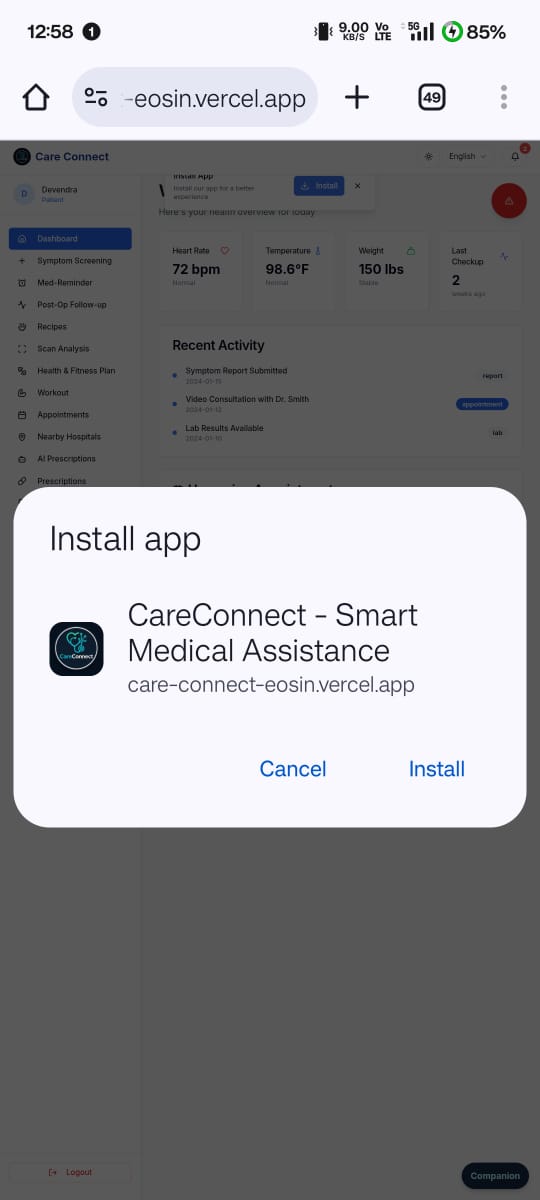 12:58 1 9.00 KB/S Vo LTE 5G 85%
-eosin.vercel.app 49
Care Connect English 2
Install App
Install our app for a better
experience
Install
D Devendra
Patient
Here's your health overview for today
Dashboard
Symptom Screening
Med-Reminder
Post-Op Follow-up
Recipes
Scan Analysis
Health & Fitness Plan
Workout
Appointments
Nearby Hospitals
AI Prescriptions
Prescriptions
Heart Rate
72 bpm
Normal
Temperature
98.6°F
Normal
Weight
150 lbs
Stable
Last
Checkup
2
weeks ago
Recent Activity
Symptom Report Submitted
2024-01-15
report
Video Consultation with Dr. Smith
2024-01-12
appointment
Lab Results Available
2024-01-10
lab
Install app
CareConnect
CareConnect - Smart
Medical Assistance
care-connect-eosin.vercel.app
Cancel Install
Logout
Companion